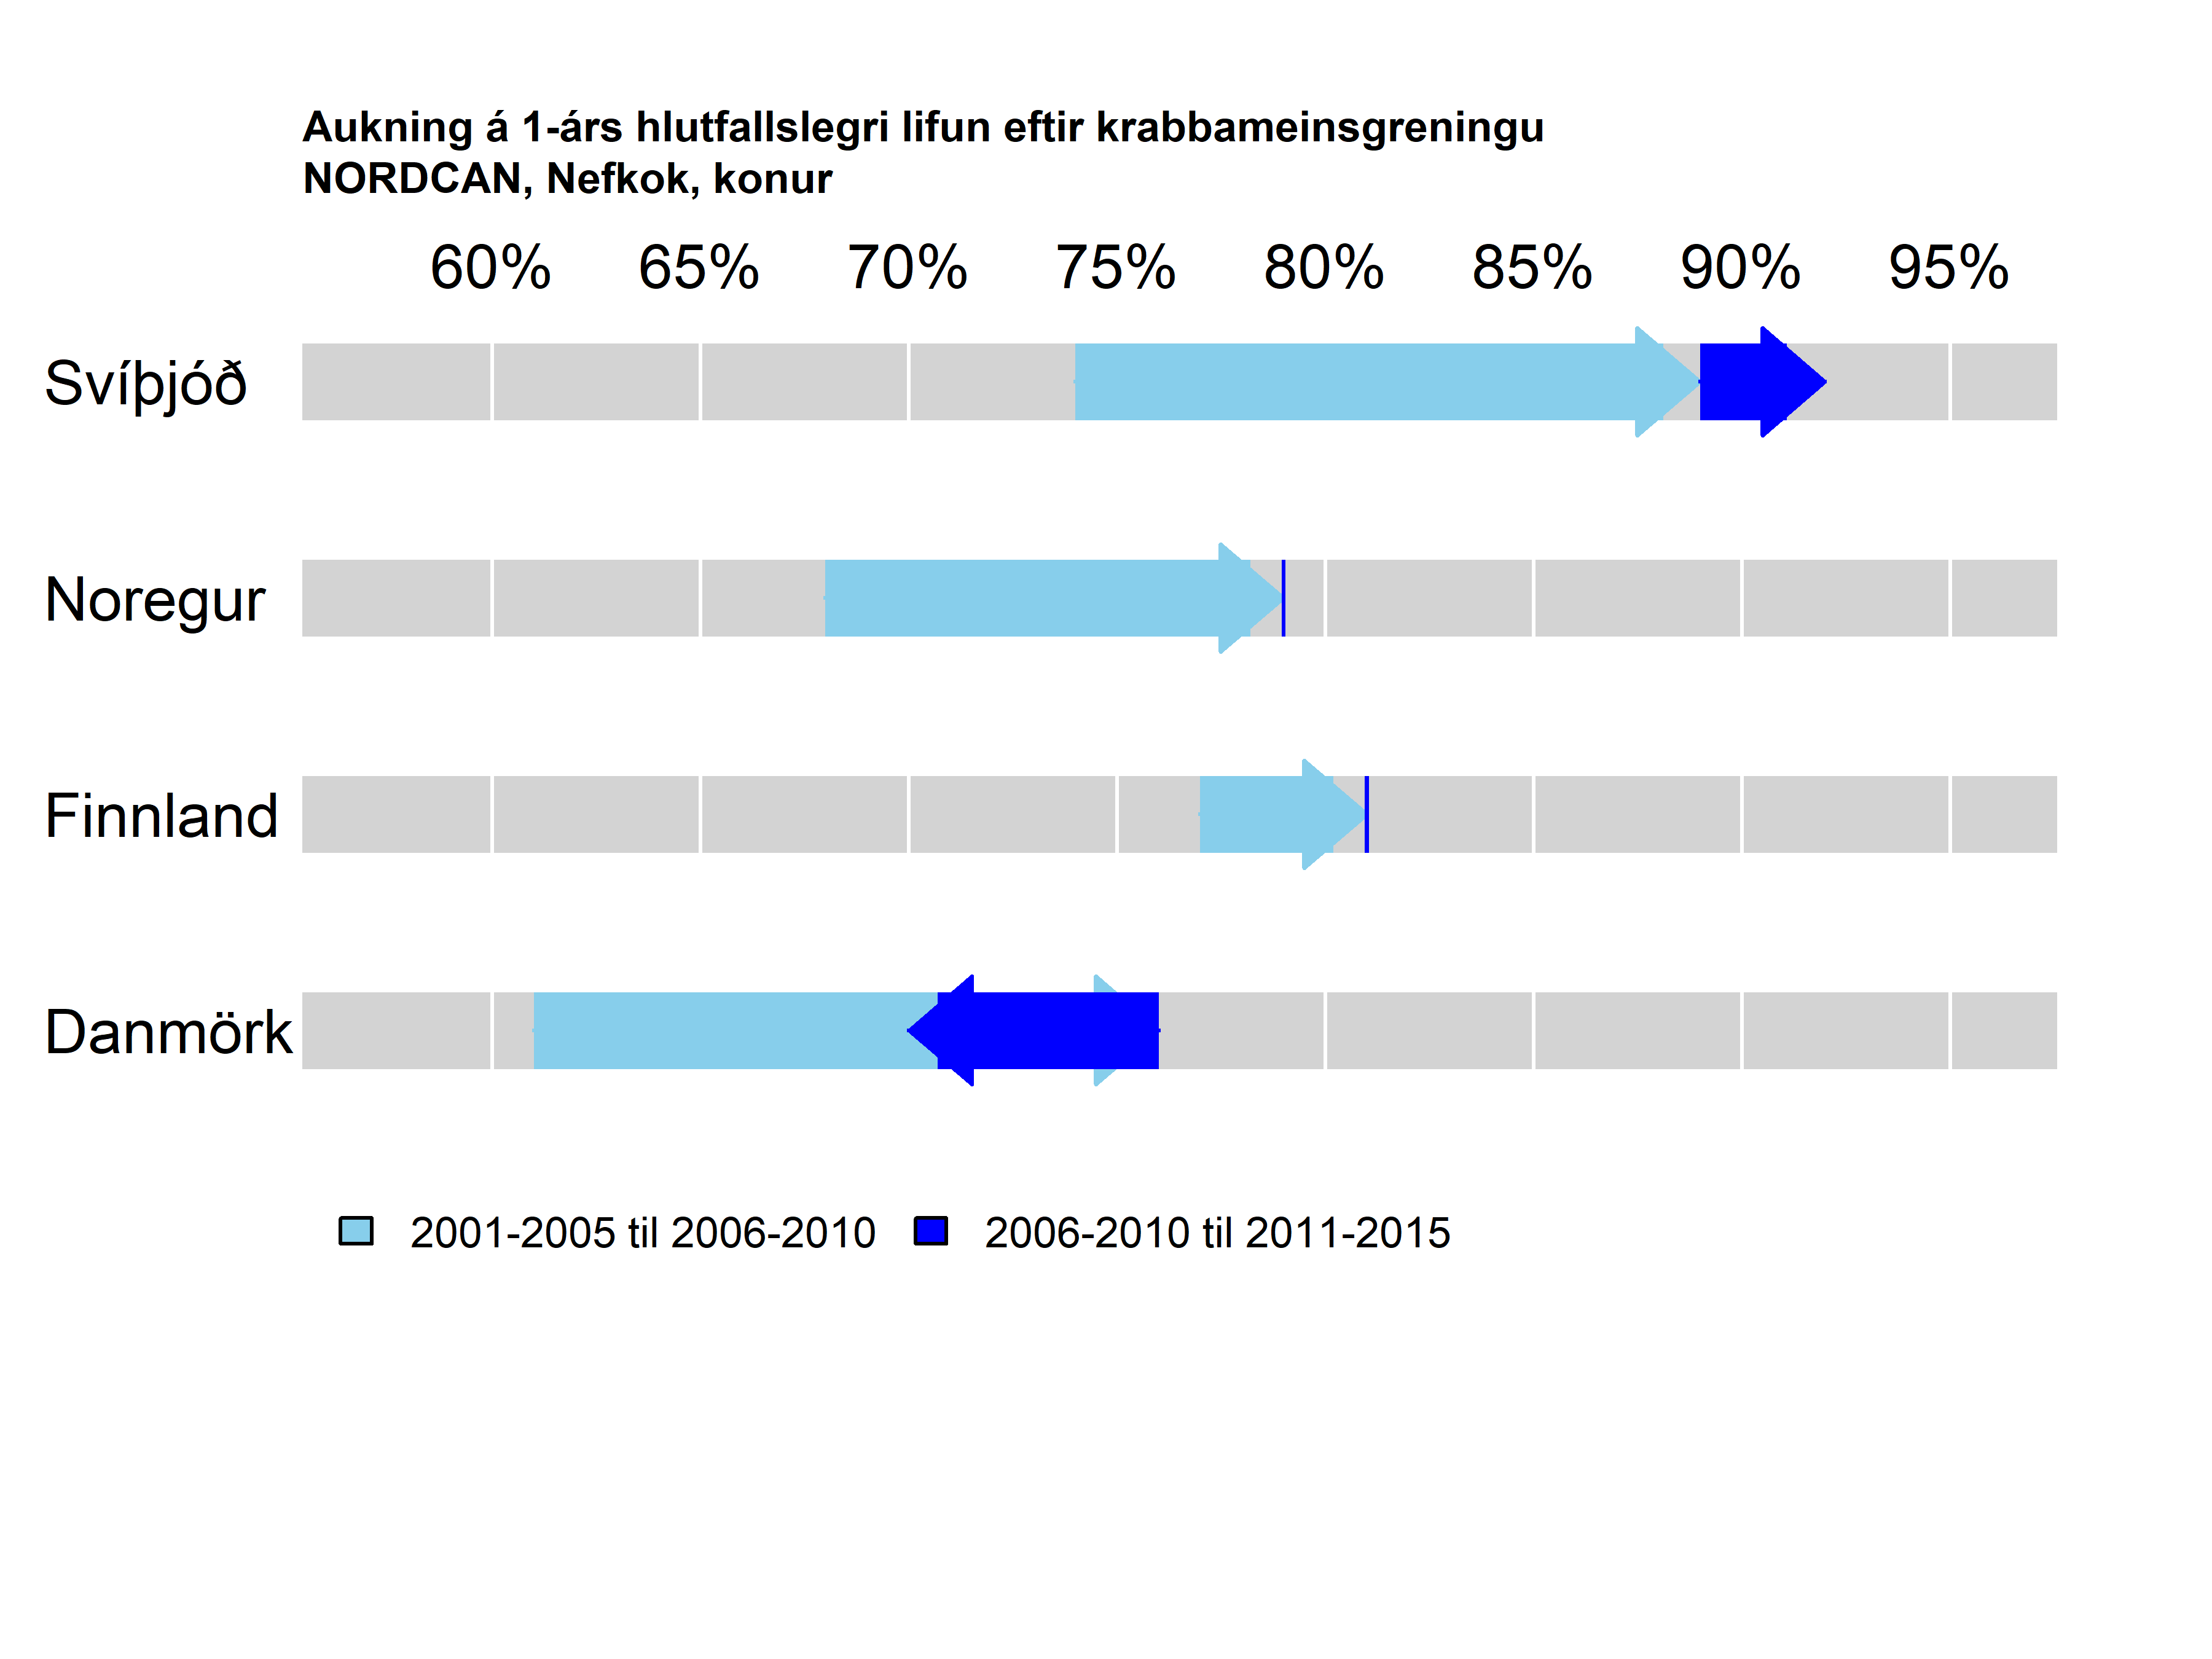 Aukning á 1-árs hlutfallslegri lifun eftir krabbameinsgreningu
NORDCAN, Nefkok, konur
60% 65% 70% 75% 80% 85% 90% 95%
Svíþjóð
Noregur
Finnland
Danmörk
2001-2005 til 2006-2010 2006-2010 til 2011-2015